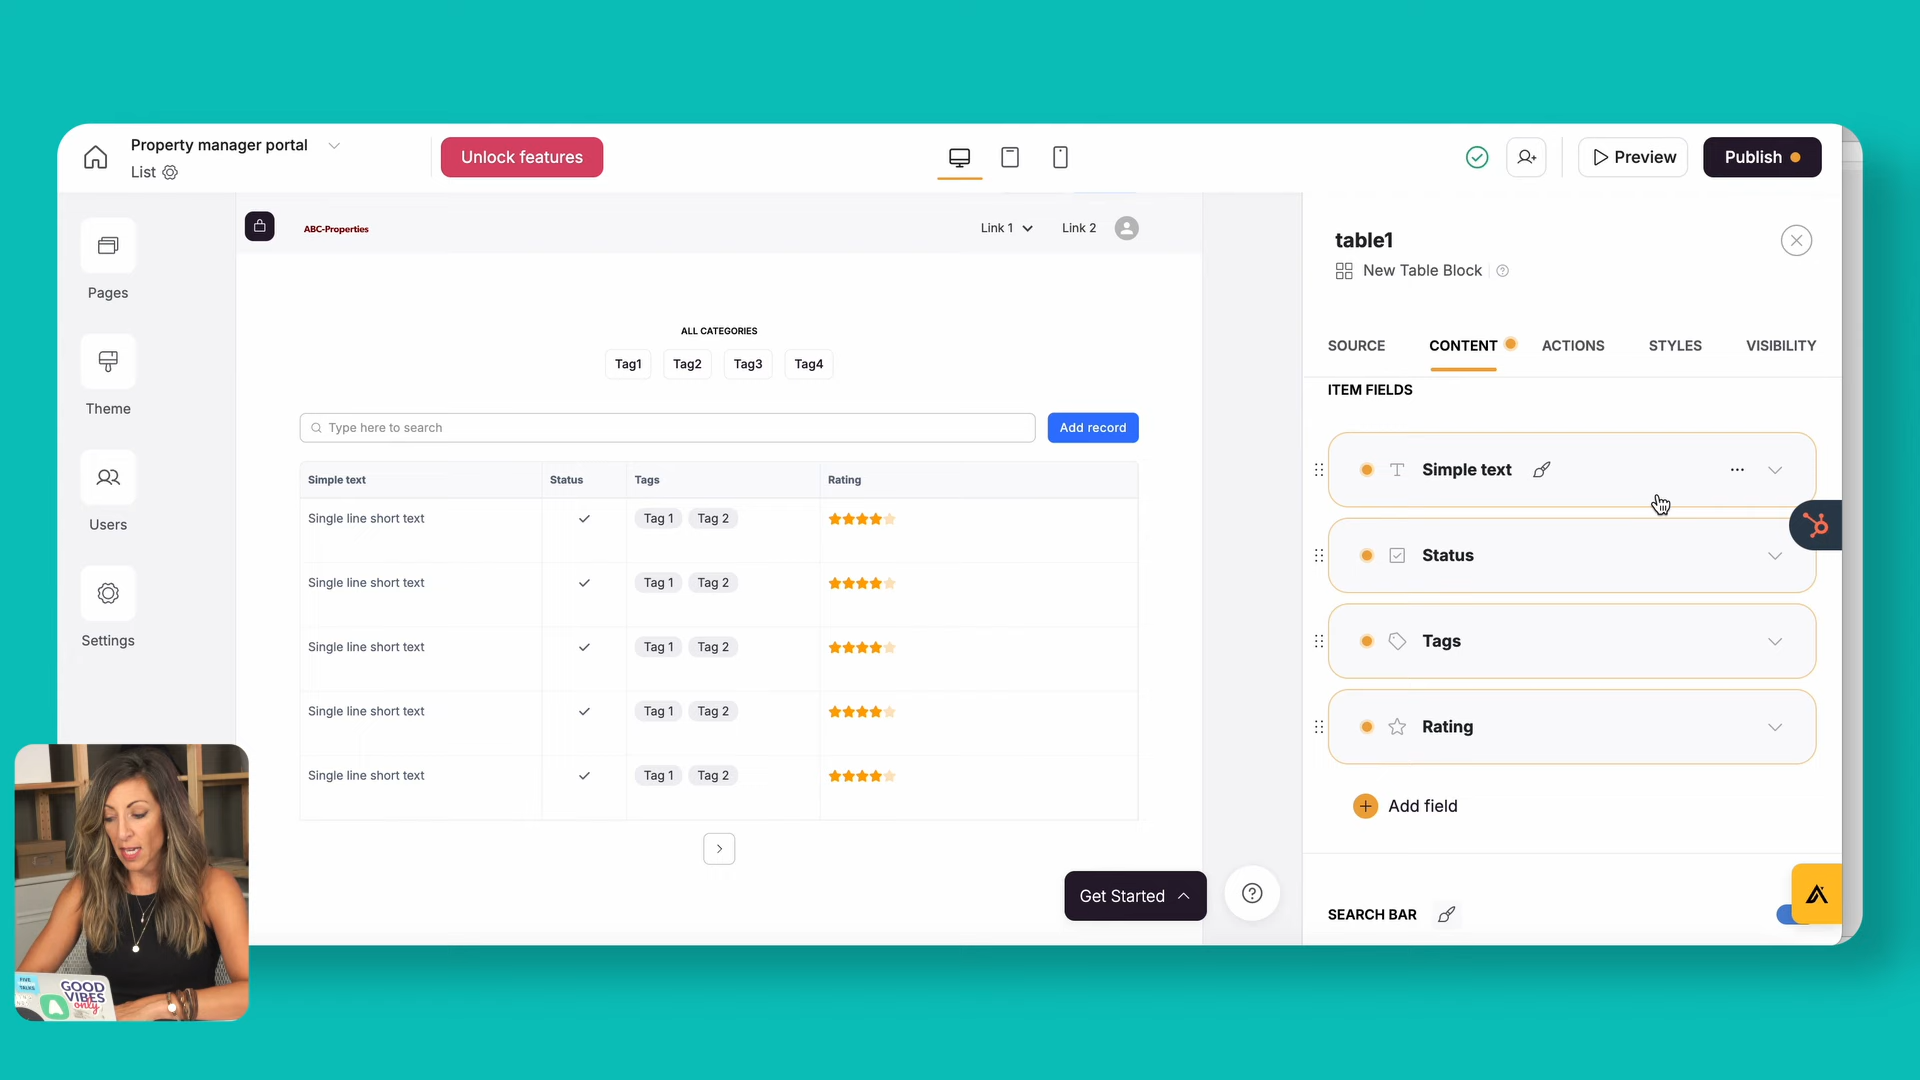 Property manager portal
List
Unlock features
Preview
Publish
ABC-Properties
Link 1
Link 2
Pages
Theme
Users
Settings
ALL CATEGORIES
Tag1
Tag2
Tag3
Tag4
Type here to search
Add record
Simple text
Status
Tags
Rating
Single line short text
Tag 1
Tag 2
Single line short text
Tag 1
Tag 2
Single line short text
Tag 1
Tag 2
Single line short text
Tag 1
Tag 2
Single line short text
Tag 1
Tag 2
Get Started
table1
New Table Block
SOURCE
CONTENT
ACTIONS
STYLES
VISIBILITY
ITEM FIELDS
Simple text
Status
Tags
Rating
Add field
SEARCH BAR
FIVE
TALKS
GOOD
VIBES
only